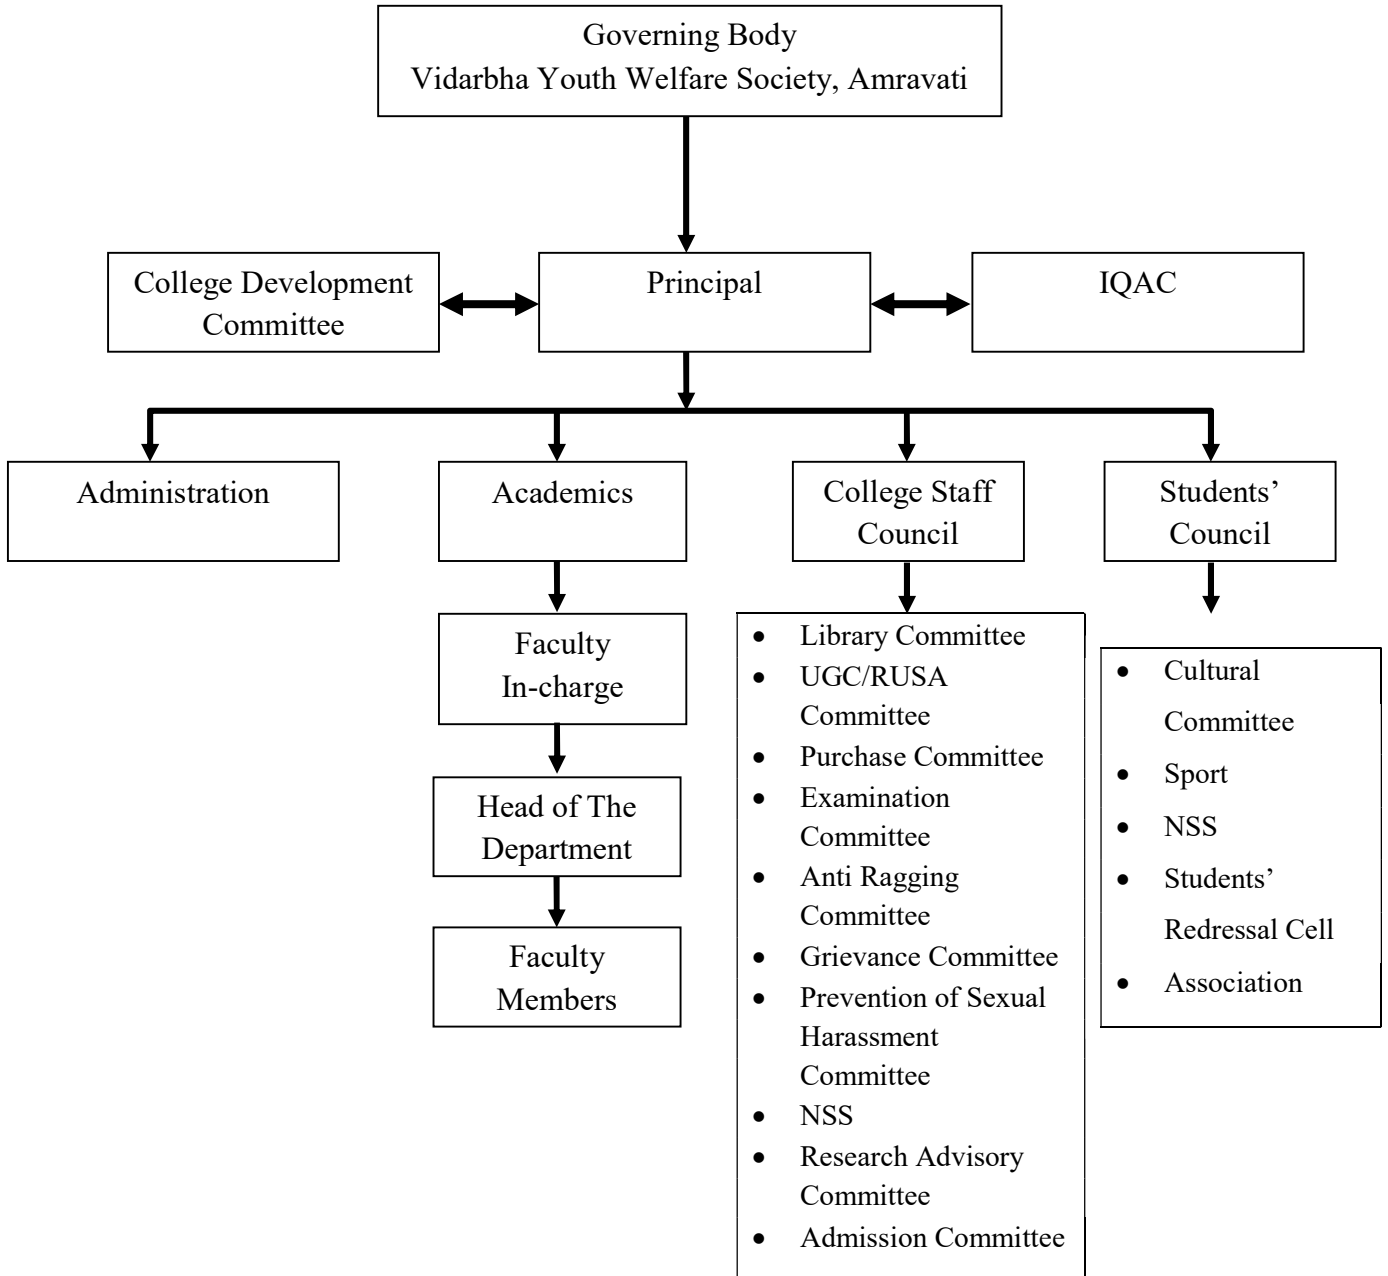 Governing Body
Vidarbha Youth Welfare Society, Amravati
College Development
Committee
Principal
IQAC
Administration
Academics
College Staff
Council
Students’
Council
Faculty
In-charge
Head of The
Department
Faculty
Members
• Library Committee
• UGC/RUSA
Committee
• Purchase Committee
• Examination
Committee
• Anti Ragging
Committee
• Grievance Committee
• Prevention of Sexual
Harassment
Committee
• NSS
• Research Advisory
Committee
• Admission Committee
• Cultural
Committee
• Sport
• NSS
• Students’
Redressal Cell
• Association